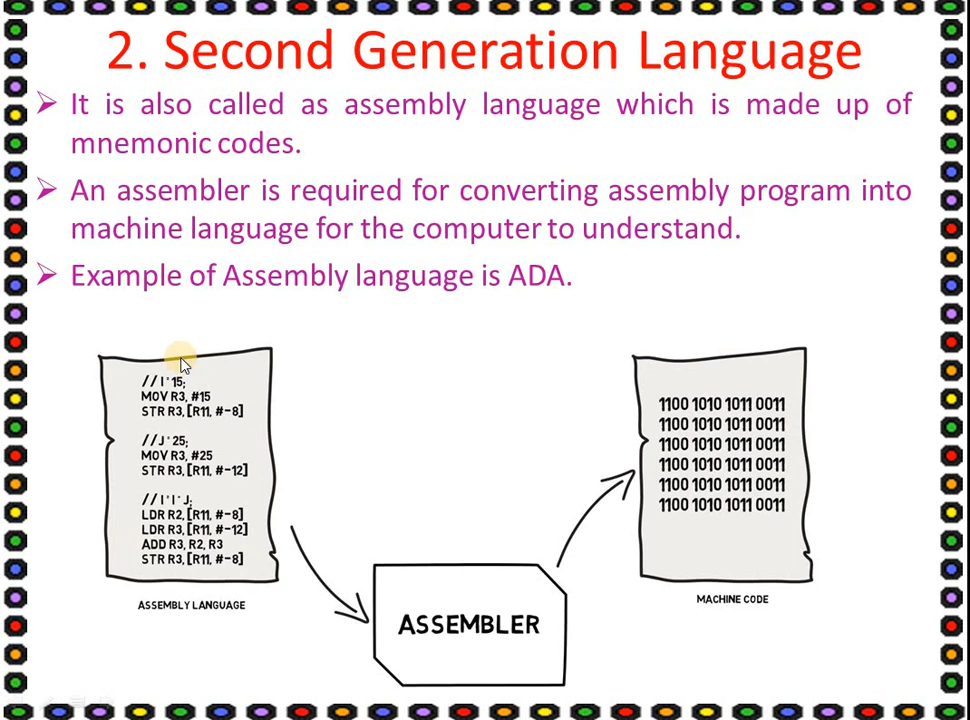 2. Second Generation Language
It is also called as assembly language which is made up of
mnemonic codes.
An assembler is required for converting assembly program into
machine language for the computer to understand.
Example of Assembly language is ADA.
//I*15;
MOV R3, #15
STR R3, [R11, #-8]
//J*25;
MOV R3, #25
STR R3, [R11, #-12]
//I*I*J;
LDR R2, [R11, #-8]
LDR R3, [R11, #-12]
ADD R3, R2, R3
STR R3, [R11, #-8]
ASSEMBLY LANGUAGE
ASSEMBLER
1100 1010 1011 0011
1100 1010 1011 0011
1100 1010 1011 0011
1100 1010 1011 0011
1100 1010 1011 0011
1100 1010 1011 0011
MACHINE CODE